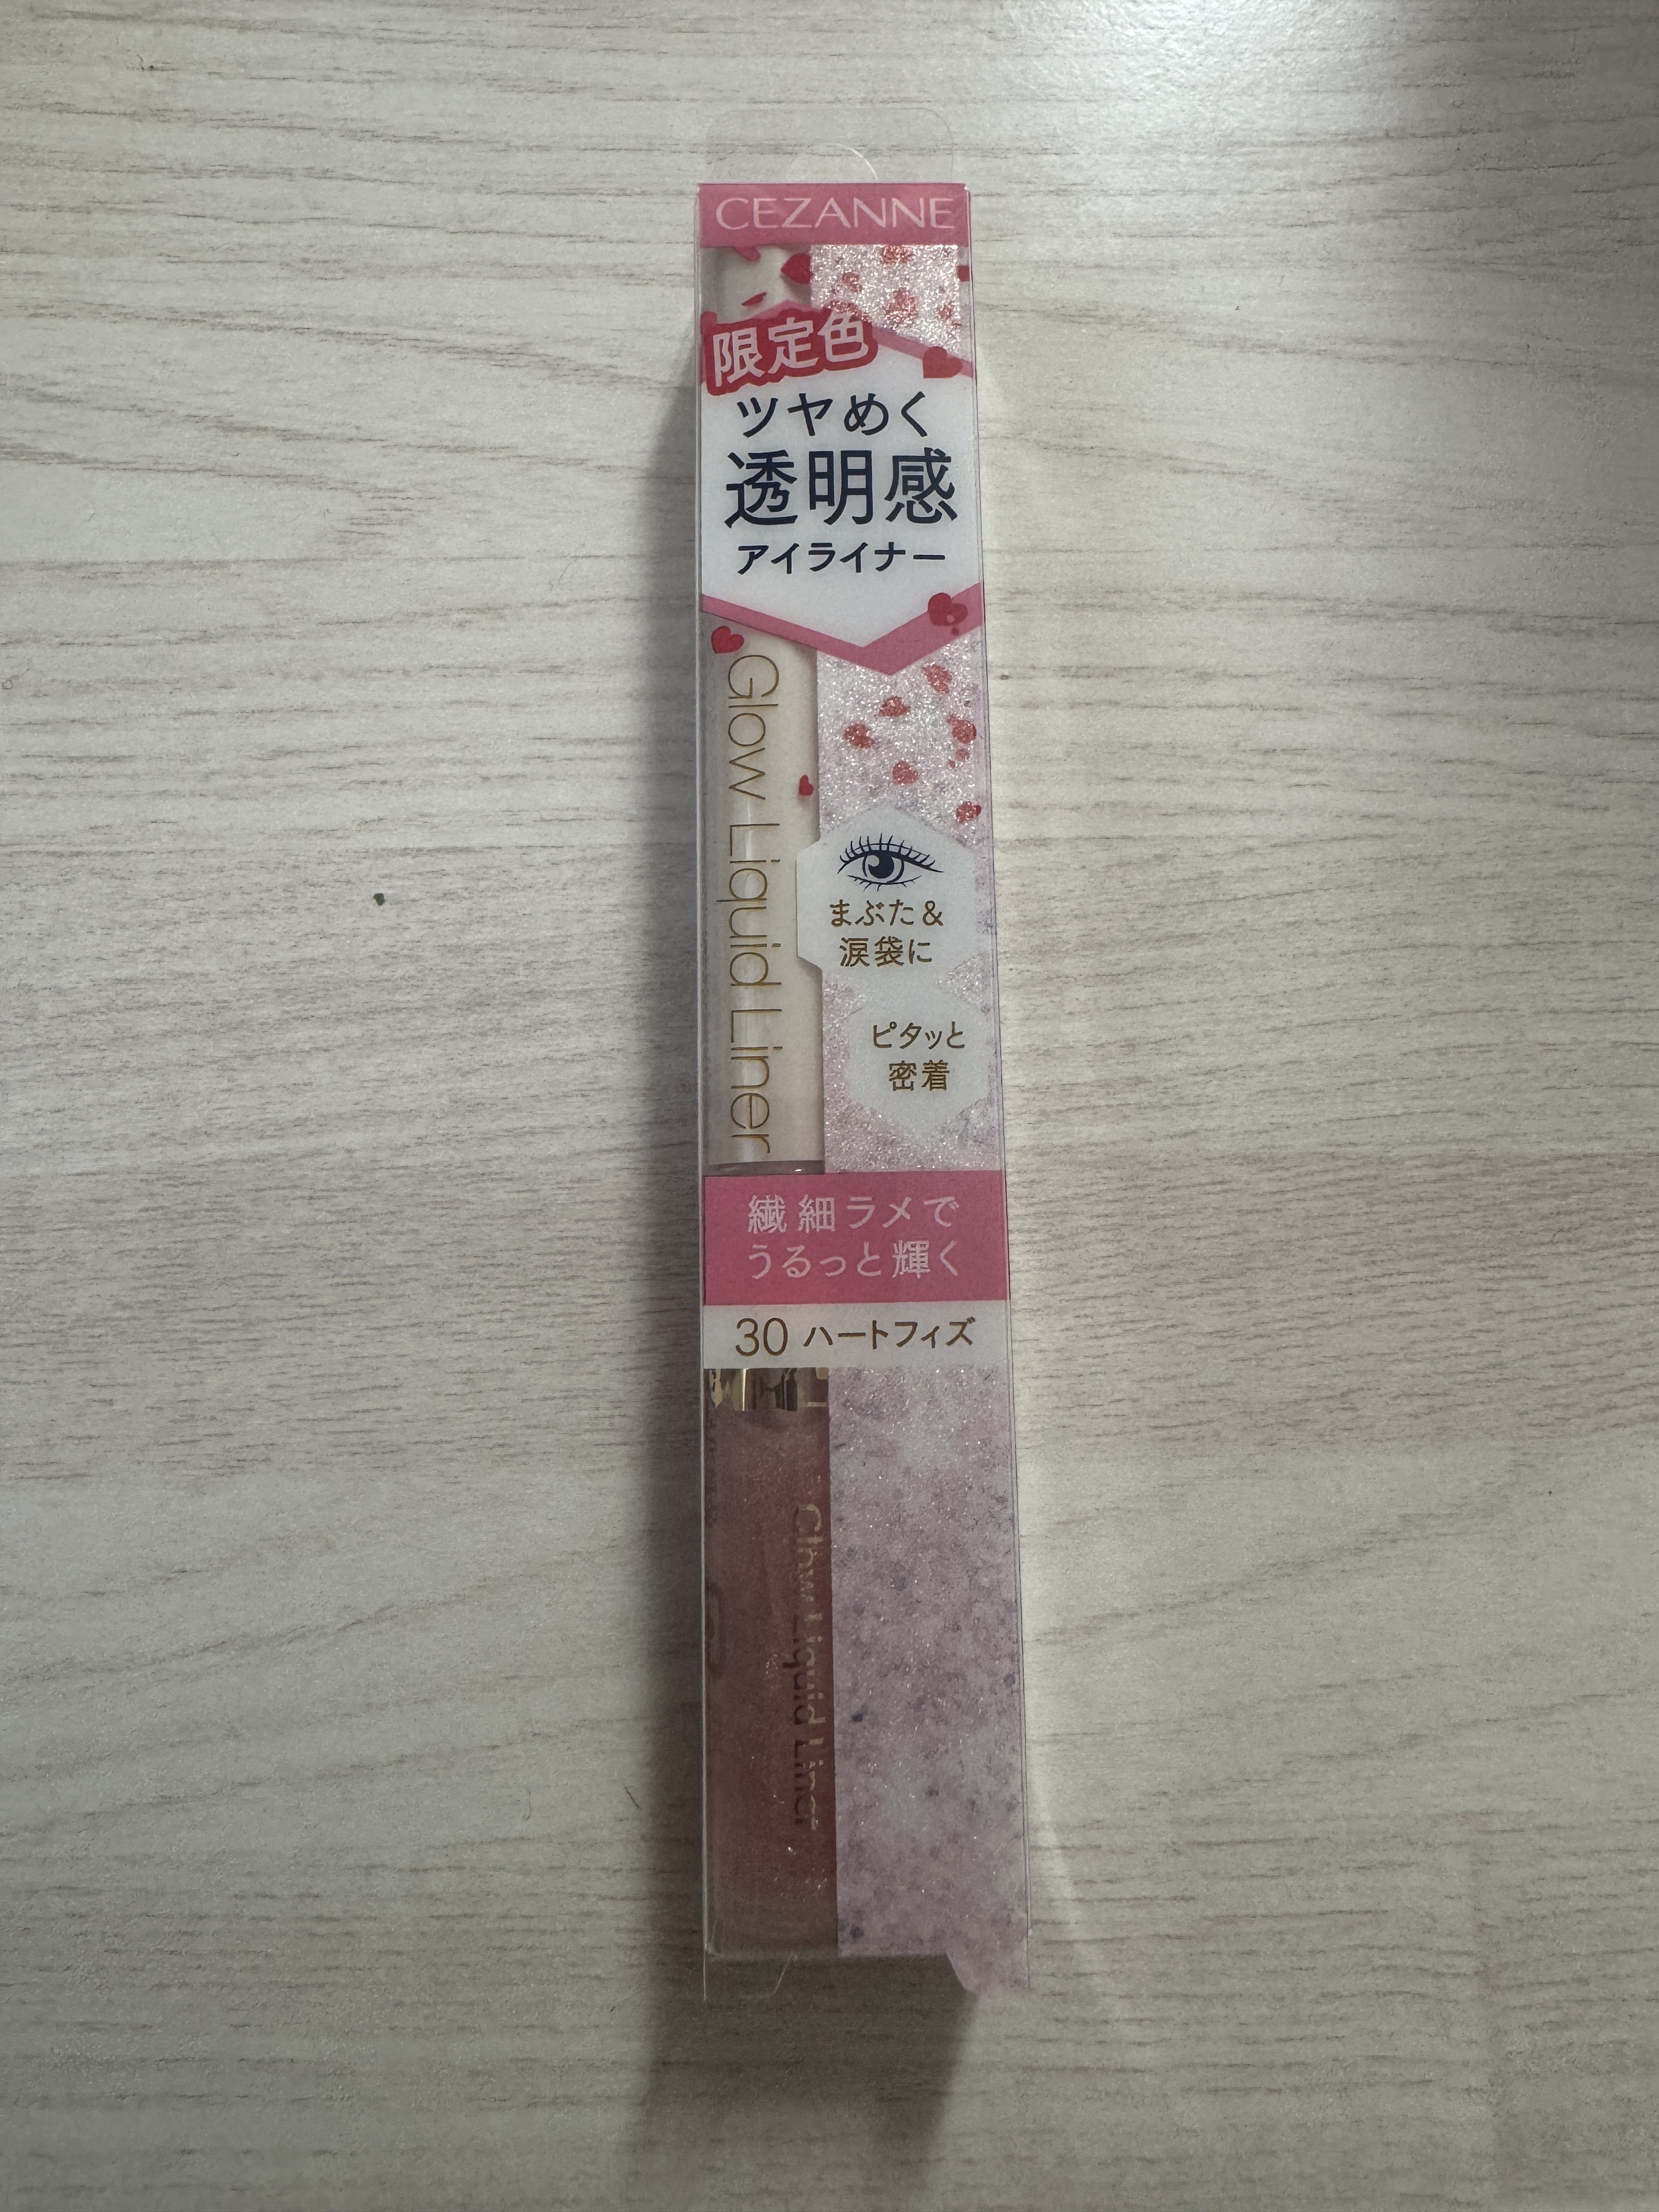 CEZANNE
限定色
ツヤめく
透明感
アイライナー
Glow Liquid Liner
まぶた&
涙袋に
ピタッと
密着
繊細ラメで
うるっと輝く
30 ハートフィズ
Glow Liquid Liner